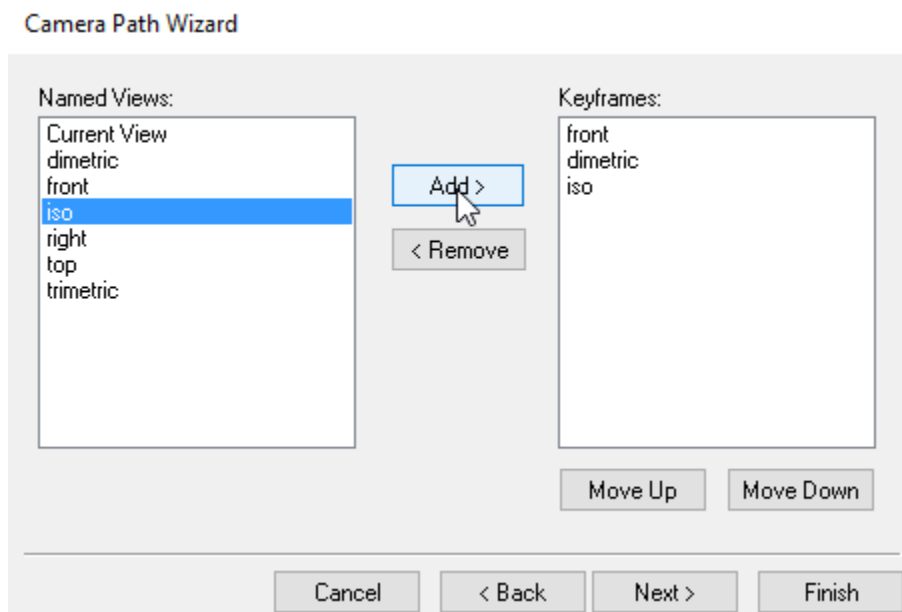 Camera Path Wizard
Named Views:
Current View
dimetric
front
iso
right
top
trimetric
Add >
< Remove
Keyframes:
front
dimetric
iso
Move Up
Move Down
Cancel
< Back
Next >
Finish